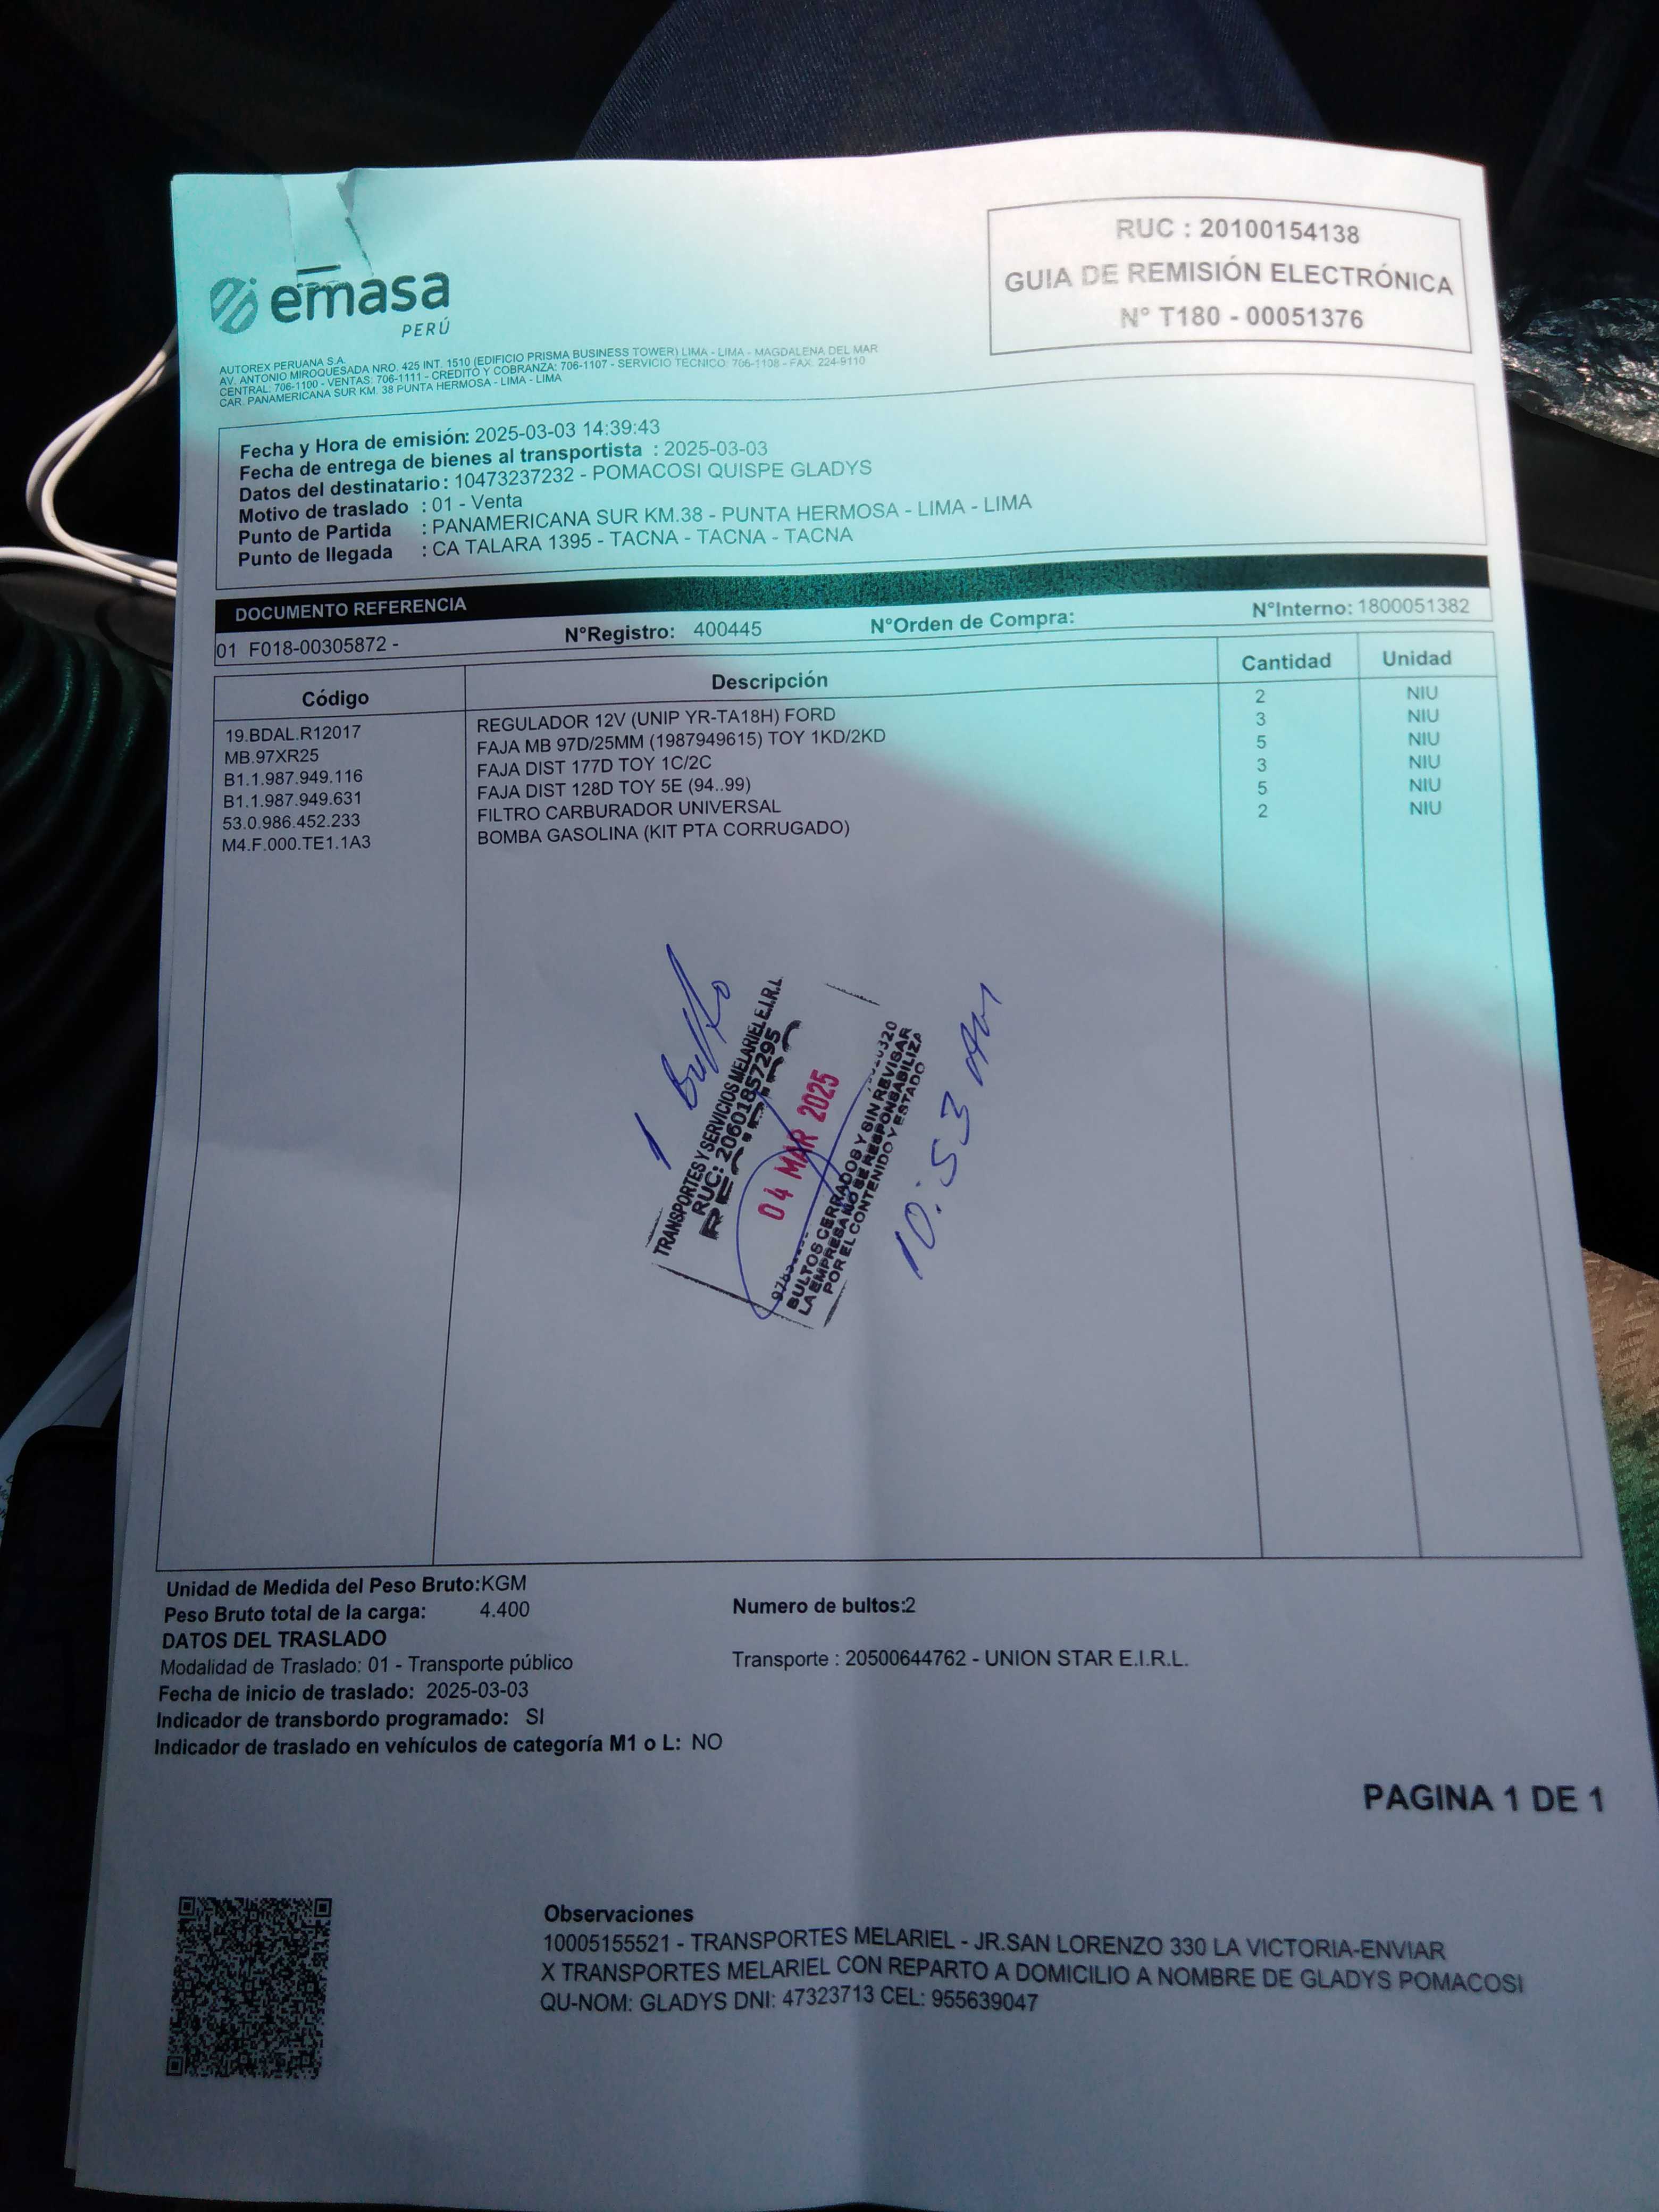 emasa
PERÚ
RUC : 20100154138
GUIA DE REMISIÓN ELECTRÓNICA
N° T180 - 00051376
AUTOREX PERUANA S.A.
AV. ANTONIO MIROQUESADA NRO. 425 INT. 1510 (EDIFICIO PRISMA BUSINESS TOWER) LIMA - LIMA - MAGDALENA DEL MAR
CENTRAL: 706-1100 - VENTAS: 706-1111 - CREDITO Y COBRANZA: 706-1107 - SERVICIO TÉCNICO: 706-1108 - FAX. 224-9110
CAR. PANAMERICANA SUR KM. 38 PUNTA HERMOSA - LIMA - LIMA
Fecha y Hora de emisión: 2025-03-03 14:39:43
Fecha de entrega de bienes al transportista : 2025-03-03
Datos del destinatario : 10473237232 - POMACOSI QUISPE GLADYS
Motivo de traslado : 01 - Venta
Punto de Partida : PANAMERICANA SUR KM.38 - PUNTA HERMOSA - LIMA - LIMA
Punto de llegada : CA TALARA 1395 - TACNA - TACNA - TACNA
DOCUMENTO REFERENCIA
01 F018-00305872 - N°Registro: 400445 N°Orden de Compra: N°Interno: 1800051382
Código Descripción Cantidad Unidad
19.BDAL.R12017 REGULADOR 12V (UNIP YR-TA18H) FORD 2 NIU
MB.97XR25 FAJA MB 97D/25MM (1987949615) TOY 1KD/2KD 3 NIU
B1.1.987.949.116 FAJA DIST 177D TOY 1C/2C 5 NIU
B1.1.987.949.631 FAJA DIST 128D TOY 5E (94..99) 3 NIU
53.0.986.452.233 FILTRO CARBURADOR UNIVERSAL 5 NIU
M4.F.000.TE1.1A3 BOMBA GASOLINA (KIT PTA CORRUGADO) 2 NIU
1 Bulto
TRANSPORTES Y SERVICIOS MELARIEL E.I.R.L
RUC: 20601857295
04 MAR 2025
BULTOS CERRADOS Y SIN REVISAR
LA EMPRESA NO SE RESPONSABILIZA
POR EL CONTENIDO Y ESTADO
10:53 AM
Unidad de Medida del Peso Bruto:KGM
Peso Bruto total de la carga: 4.400 Numero de bultos:2
DATOS DEL TRASLADO
Modalidad de Traslado: 01 - Transporte público Transporte : 20500644762 - UNION STAR E.I.R.L.
Fecha de inicio de traslado: 2025-03-03
Indicador de transbordo programado: SI
Indicador de traslado en vehículos de categoría M1 o L: NO
PAGINA 1 DE 1
Observaciones
10005155521 - TRANSPORTES MELARIEL - JR.SAN LORENZO 330 LA VICTORIA-ENVIAR
X TRANSPORTES MELARIEL CON REPARTO A DOMICILIO A NOMBRE DE GLADYS POMACOSI
QU-NOM: GLADYS DNI: 47323713 CEL: 955639047